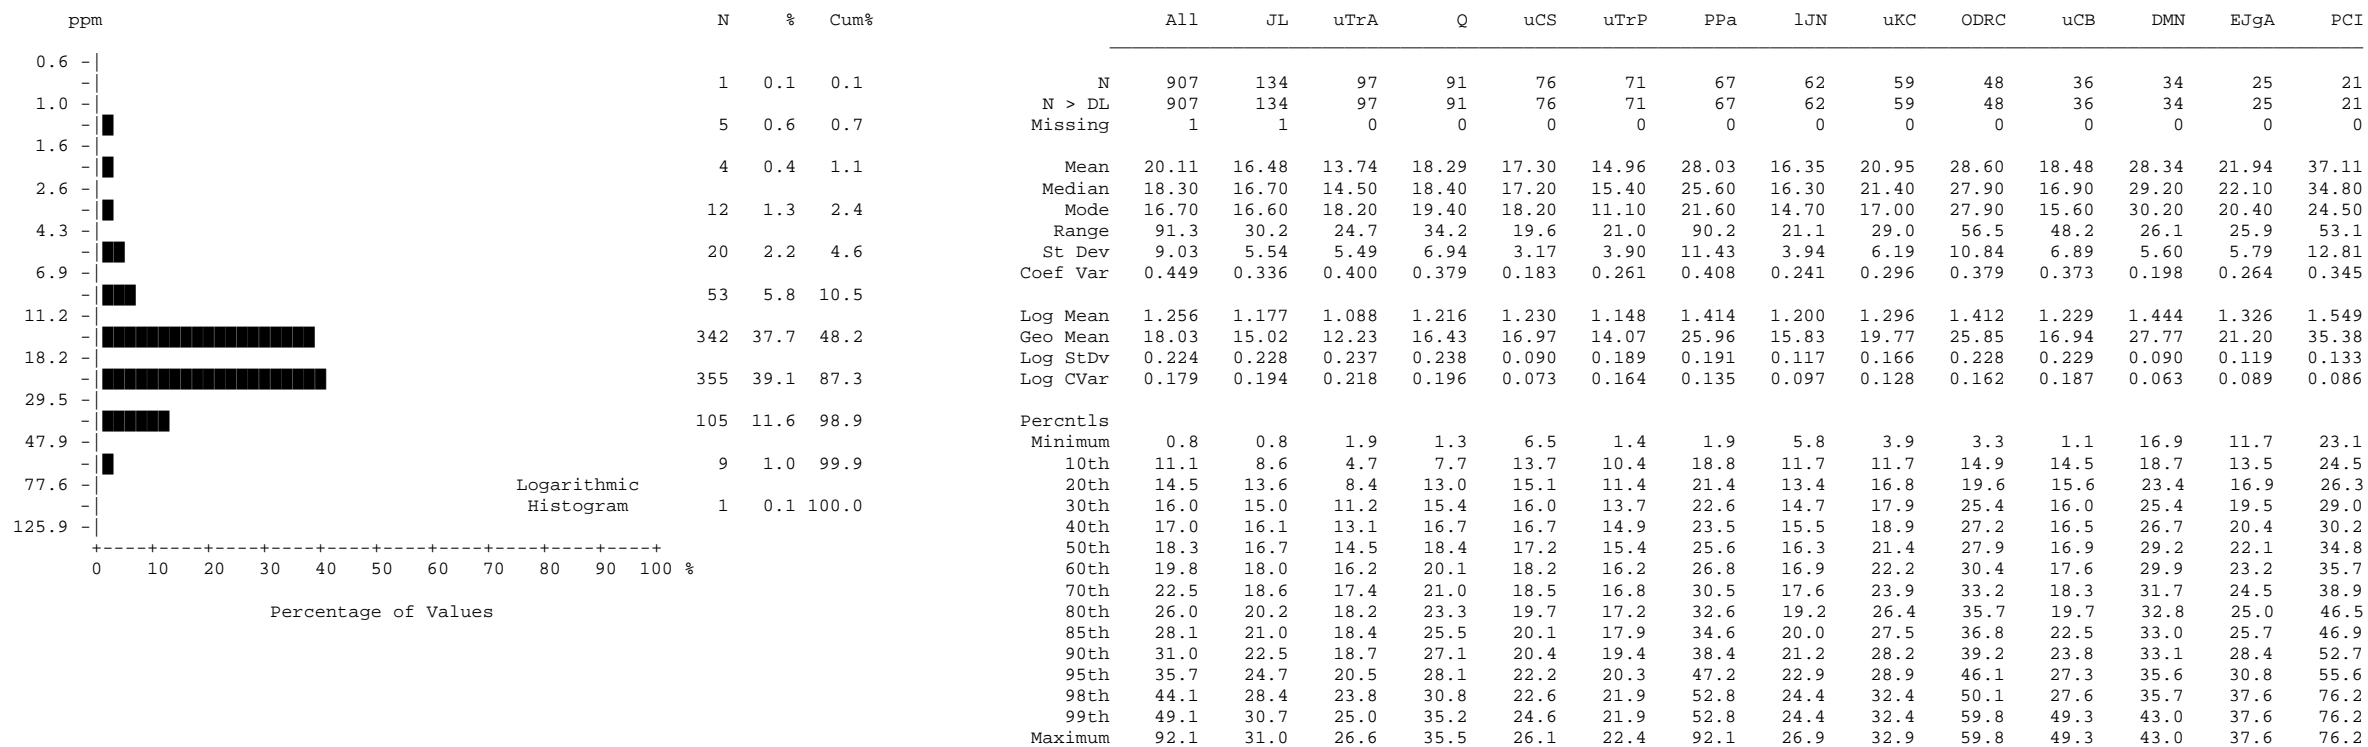 ppm N % Cum% All JL uTrA Q uCS uTrP PPa lJN uKC ODRC uCB DMN EJgA PCI
0.6
1 0.1 0.1 N 907 134 97 91 76 71 67 62 59 48 36 34 25 21
1.0 N > DL 907 134 97 91 76 71 67 62 59 48 36 34 25 21
5 0.6 0.7 Missing 1 1 0 0 0 0 0 0 0 0 0 0 0 0
1.6
4 0.4 1.1 Mean 20.11 16.48 13.74 18.29 17.30 14.96 28.03 16.35 20.95 28.60 18.48 28.34 21.94 37.11
2.6 Median 18.30 16.70 14.50 18.40 17.20 15.40 25.60 16.30 21.40 27.90 16.90 29.20 22.10 34.80
12 1.3 2.4 Mode 16.70 16.60 18.20 19.40 18.20 11.10 21.60 14.70 17.00 27.90 15.60 30.20 20.40 24.50
4.3 Range 91.3 30.2 24.7 34.2 19.6 21.0 90.2 21.1 29.0 56.5 48.2 26.1 25.9 53.1
20 2.2 4.6 St Dev 9.03 5.54 5.49 6.94 3.17 3.90 11.43 3.94 6.19 10.84 6.89 5.60 5.79 12.81
6.9 Coef Var 0.449 0.336 0.400 0.379 0.183 0.261 0.408 0.241 0.296 0.379 0.373 0.198 0.264 0.345
53 5.8 10.5
11.2 Log Mean 1.256 1.177 1.088 1.216 1.230 1.148 1.414 1.200 1.296 1.412 1.229 1.444 1.326 1.549
342 37.7 48.2 Geo Mean 18.03 15.02 12.23 16.43 16.97 14.07 25.96 15.83 19.77 25.85 16.94 27.77 21.20 35.38
18.2 Log StDv 0.224 0.228 0.237 0.238 0.090 0.189 0.191 0.117 0.166 0.228 0.229 0.090 0.119 0.133
355 39.1 87.3 Log CVar 0.179 0.194 0.218 0.196 0.073 0.164 0.135 0.097 0.128 0.162 0.187 0.063 0.089 0.086
29.5
105 11.6 98.9 Percntls
47.9 Minimum 0.8 0.8 1.9 1.3 6.5 1.4 1.9 5.8 3.9 3.3 1.1 16.9 11.7 23.1
9 1.0 99.9 10th 11.1 8.6 4.7 7.7 13.7 10.4 18.8 11.7 11.7 14.9 14.5 18.7 13.5 24.5
77.6 Logarithmic 20th 14.5 13.6 8.4 13.0 15.1 11.4 21.4 13.4 16.8 19.6 15.6 23.4 16.9 26.3
Histogram 1 0.1 100.0 30th 16.0 15.0 11.2 15.4 16.0 13.7 22.6 14.7 17.9 25.4 16.0 25.4 19.5 29.0
125.9 40th 17.0 16.1 13.1 16.7 16.7 14.9 23.5 15.5 18.9 27.2 16.5 26.7 20.4 30.2
50th 18.3 16.7 14.5 18.4 17.2 15.4 25.6 16.3 21.4 27.9 16.9 29.2 22.1 34.8
0 10 20 30 40 50 60 70 80 90 100 % 60th 19.8 18.0 16.2 20.1 18.2 16.2 26.8 16.9 22.2 30.4 17.6 29.9 23.2 35.7
70th 22.5 18.6 17.4 21.0 18.5 16.8 30.5 17.6 23.9 33.2 18.3 31.7 24.5 38.9
Percentage of Values 80th 26.0 20.2 18.2 23.3 19.7 17.2 32.6 19.2 26.4 35.7 19.7 32.8 25.0 46.5
85th 28.1 21.0 18.4 25.5 20.1 17.9 34.6 20.0 27.5 36.8 22.5 33.0 25.7 46.9
90th 31.0 22.5 18.7 27.1 20.4 19.4 38.4 21.2 28.2 39.2 23.8 33.1 28.4 52.7
95th 35.7 24.7 20.5 28.1 22.2 20.3 47.2 22.9 28.9 46.1 27.3 35.6 30.8 55.6
98th 44.1 28.4 23.8 30.8 22.6 21.9 52.8 24.4 32.4 50.1 27.6 35.7 37.6 76.2
99th 49.1 30.7 25.0 35.2 24.6 21.9 52.8 24.4 32.4 59.8 49.3 43.0 37.6 76.2
Maximum 92.1 31.0 26.6 35.5 26.1 22.4 92.1 26.9 32.9 59.8 49.3 43.0 37.6 76.2